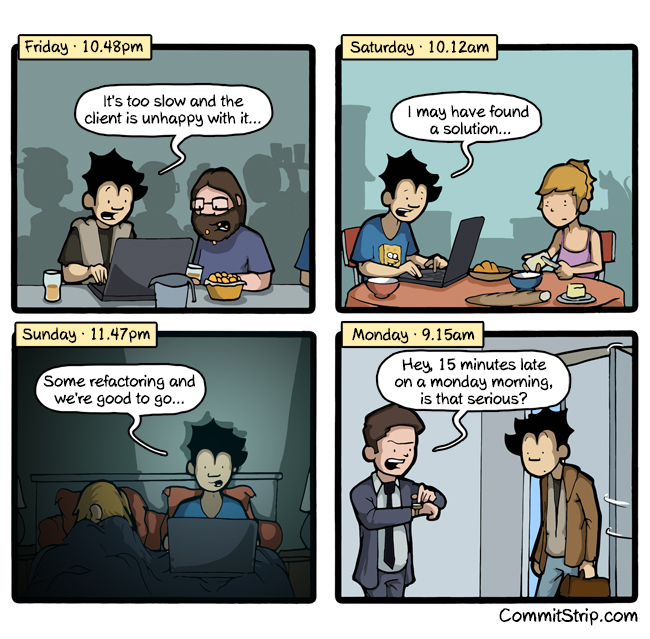 Friday · 10.48pm
It's too slow and the
client is unhappy with it...
Saturday · 10.12am
I may have found
a solution...
Sunday · 11.47pm
Some refactoring and
we're good to go...
Monday · 9.15am
Hey, 15 minutes late
on a monday morning,
is that serious?
CommitStrip.com